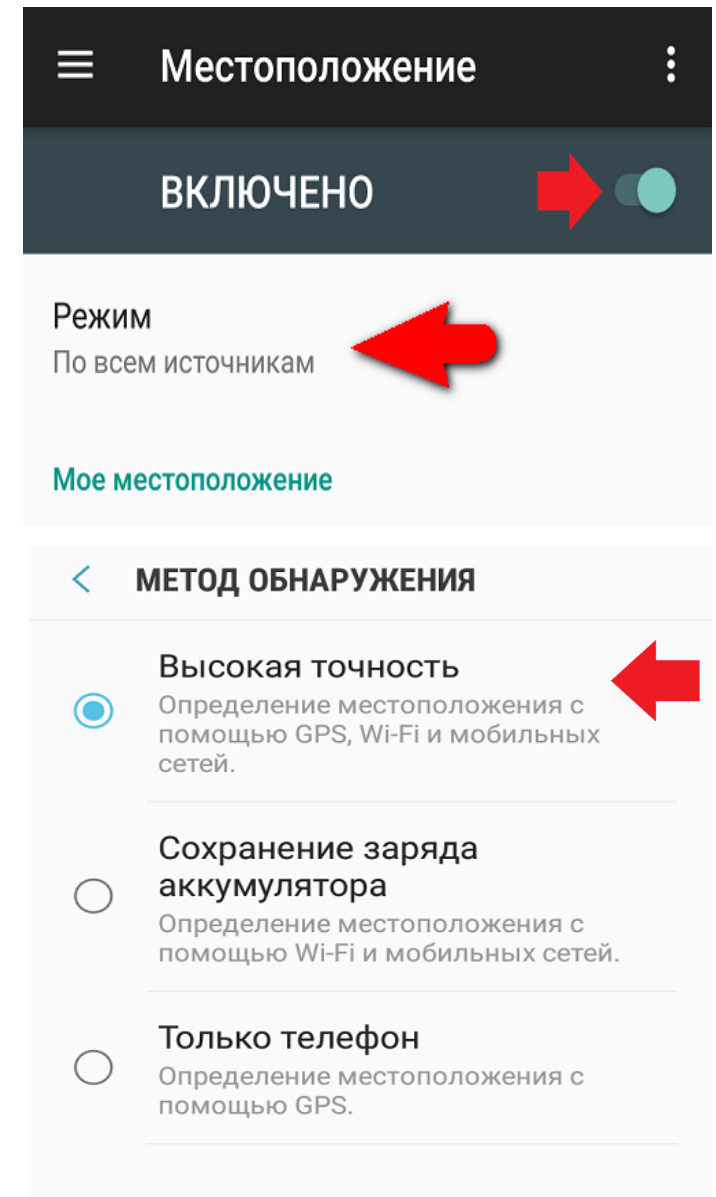 Местоположение
ВКЛЮЧЕНО
Режим
По всем источникам
Мое местоположение
МЕТОД ОБНАРУЖЕНИЯ
Высокая точность
Определение местоположения с
помощью GPS, Wi-Fi и мобильных
сетей.
Сохранение заряда
аккумулятора
Определение местоположения с
помощью Wi-Fi и мобильных сетей.
Только телефон
Определение местоположения с
помощью GPS.